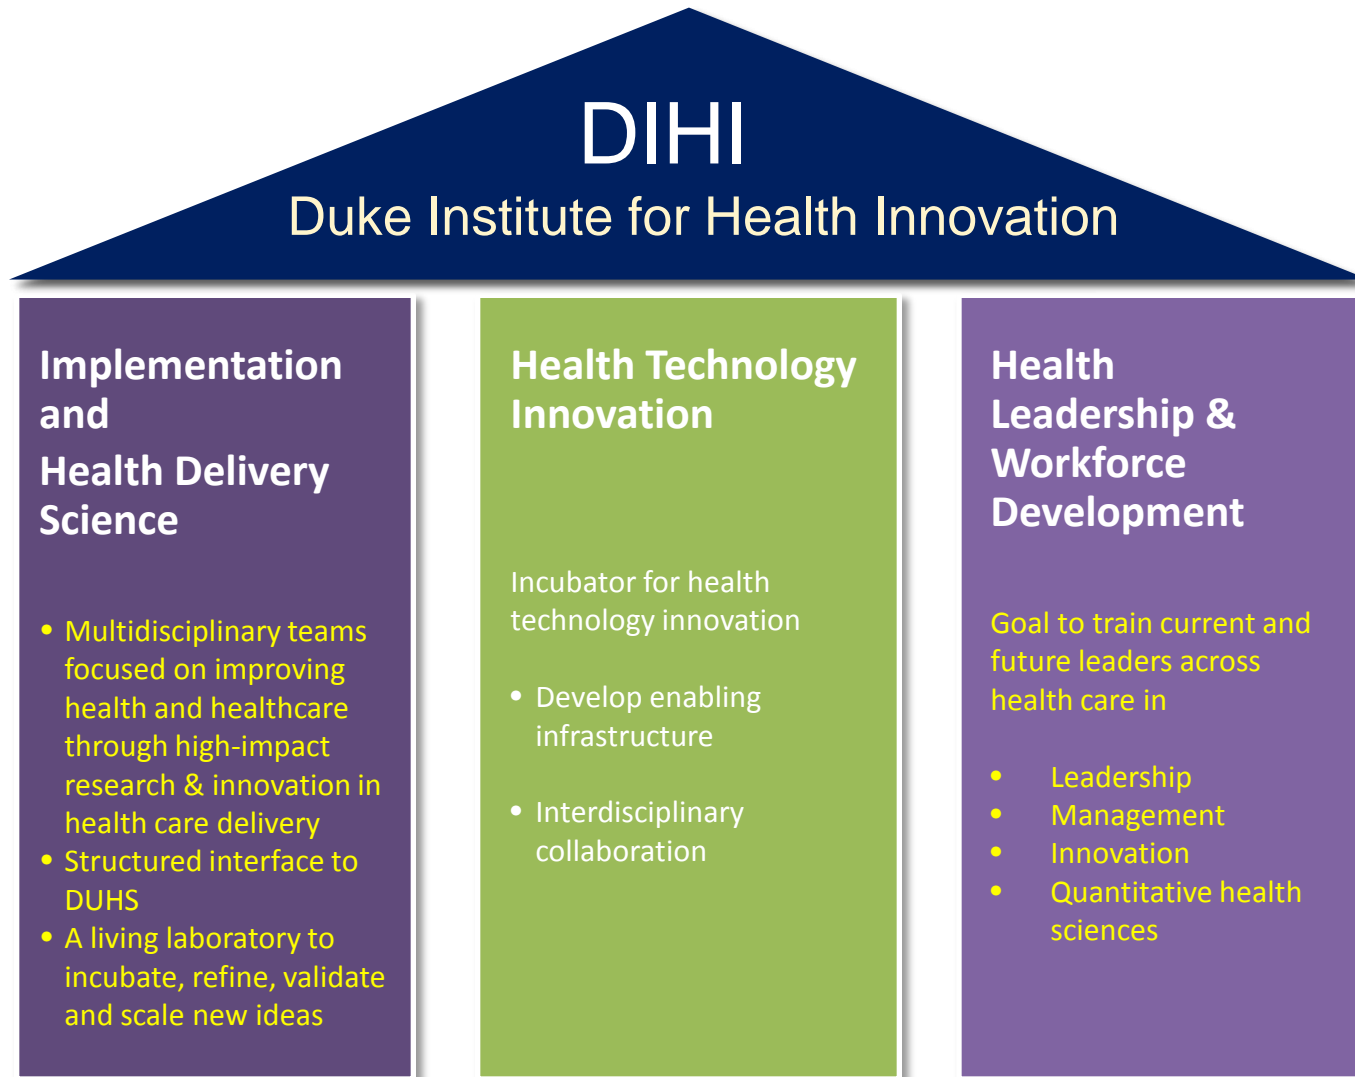 DIHI
Duke Institute for Health Innovation
Implementation
and
Health Delivery
Science
• Multidisciplinary teams
focused on improving
health and healthcare
through high-impact
research & innovation in
health care delivery
• Structured interface to
DUHS
• A living laboratory to
incubate, refine, validate
and scale new ideas
Health Technology
Innovation
Incubator for health
technology innovation
• Develop enabling
infrastructure
• Interdisciplinary
collaboration
Health
Leadership &
Workforce
Development
Goal to train current and
future leaders across
health care in
• Leadership
• Management
• Innovation
• Quantitative health
sciences